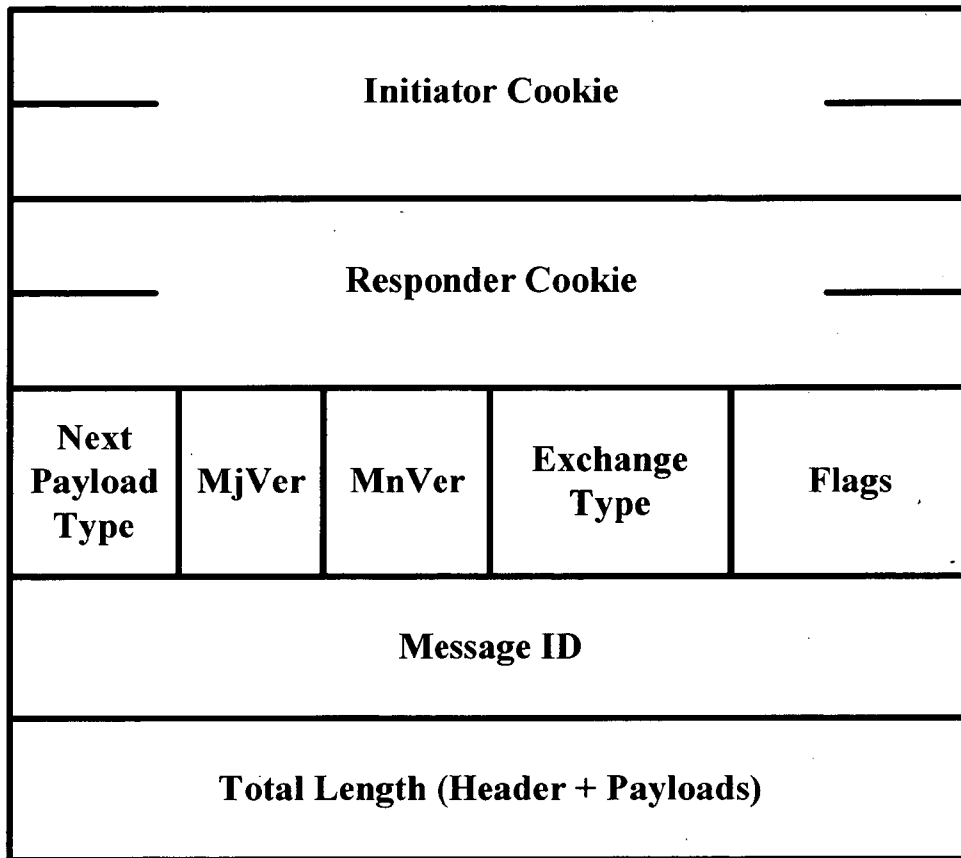 Initiator Cookie
Responder Cookie
Next
Payload
Type
MjVer
MnVer
Exchange
Type
Flags
Message ID
Total Length (Header + Payloads)